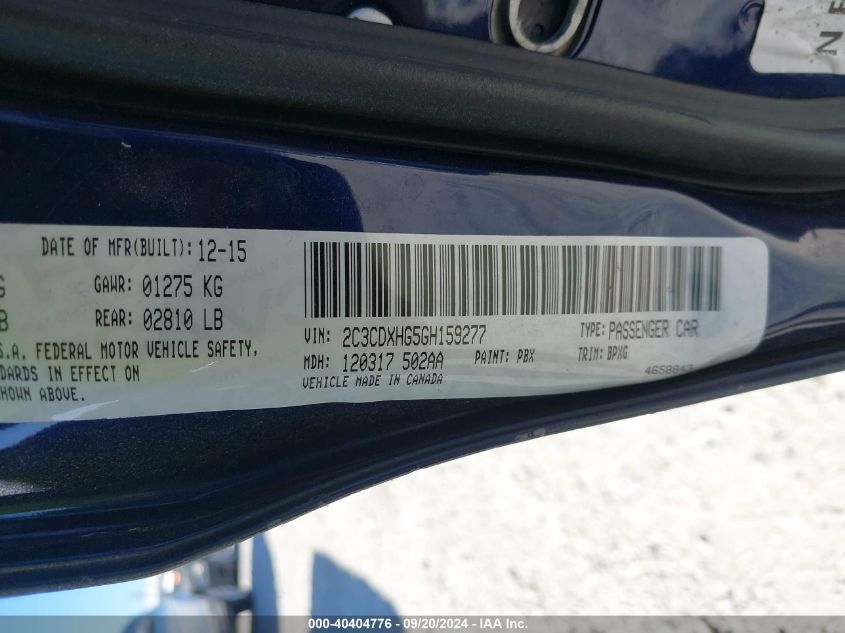 NE
DATE OF MFR(BUILT): 12-15
G GAWR: 01275 KG
B REAR: 02810 LB
S.A. FEDERAL MOTOR VEHICLE SAFETY,
DARDS IN EFFECT ON
HOWN ABOVE.
VIN: 2C3CDXHG5GH159277
TYPE: PASSENGER CAR
MDH: 120317 502AA
PAINT: PBX
TRIM: BPXG
VEHICLE MADE IN CANADA
000-40404776 - 09/20/2024 - IAA Inc.